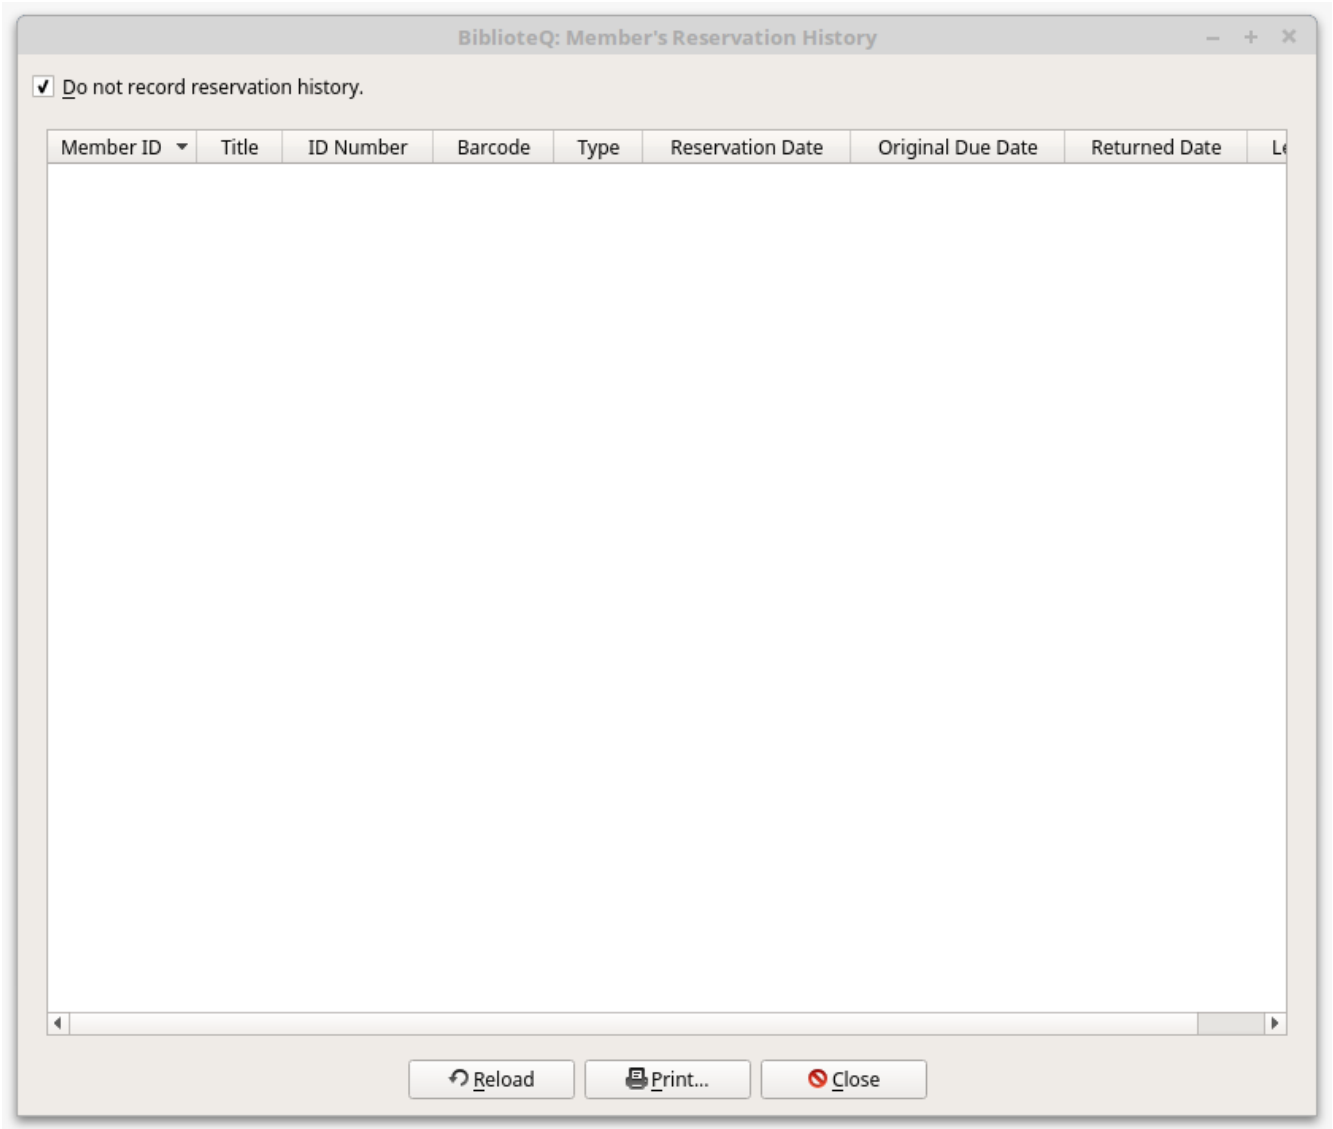 BiblioteQ: Member's Reservation History
Do not record reservation history.
Member ID Title ID Number Barcode Type Reservation Date Original Due Date Returned Date
Reload Print... Close